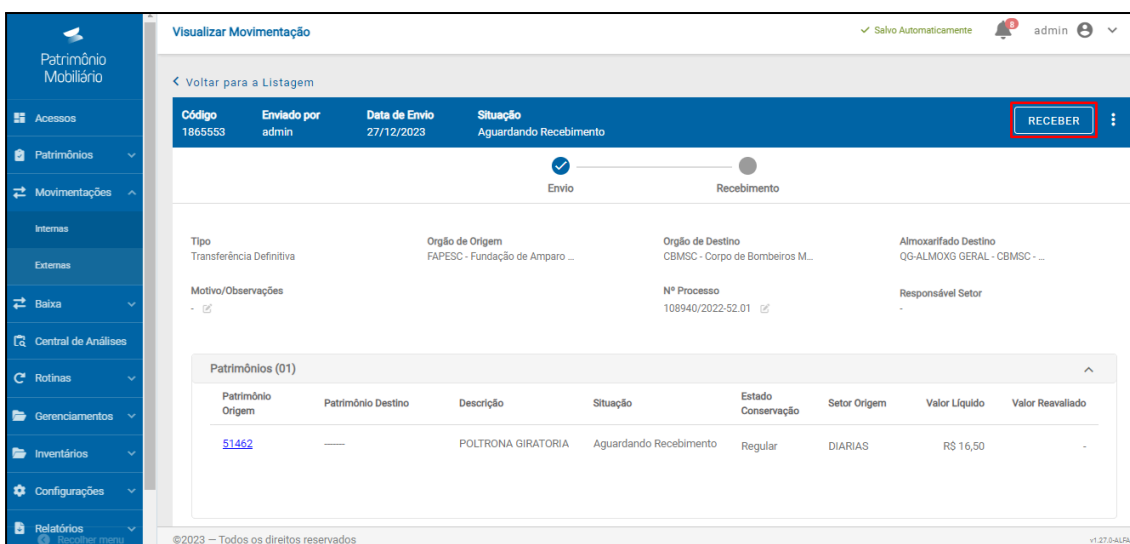 Patrimônio
Mobiliário
Acessos
Patrimônios
Movimentações
Internas
Externas
Baixa
Central de Análises
Rotinas
Gerenciamentos
Inventários
Configurações
Relatórios
Recolher menu
Visualizar Movimentação
Salvo Automaticamente
8
admin
Voltar para a Listagem
Código Enviado por Data de Envio Situação
1865553 admin 27/12/2023 Aguardando Recebimento
RECEBER
Envio Recebimento
Tipo Orgão de Origem Orgão de Destino Almoxarifado Destino
Transferência Definitiva FAPESC - Fundação de Amparo ... CBMSC - Corpo de Bombeiros M... QG-ALMOXG GERAL - CBMSC - ...
Motivo/Observações Nº Processo Responsável Setor
- 108940/2022-52.01 -
Patrimônios (01)
Patrimônio Origem Patrimônio Destino Descrição Situação Estado Conservação Setor Origem Valor Líquido Valor Reavaliado
51462 —— POLTRONA GIRATORIA Aguardando Recebimento Regular DIARIAS R$ 16,50 -
©2023 — Todos os direitos reservados
v1.27.0-ALFA